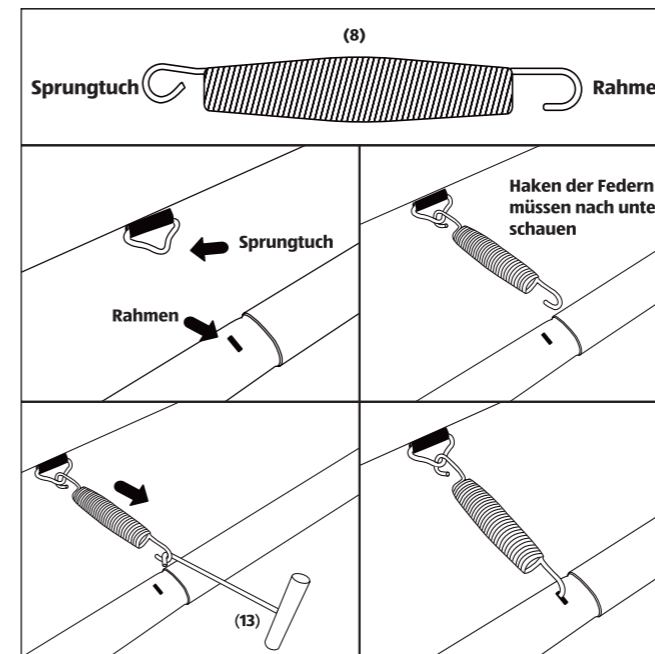 (8)
Sprungtuch
Rahme
Sprungtuch
Rahmen
Haken der Federn
müssen nach unte
schauen
(13)